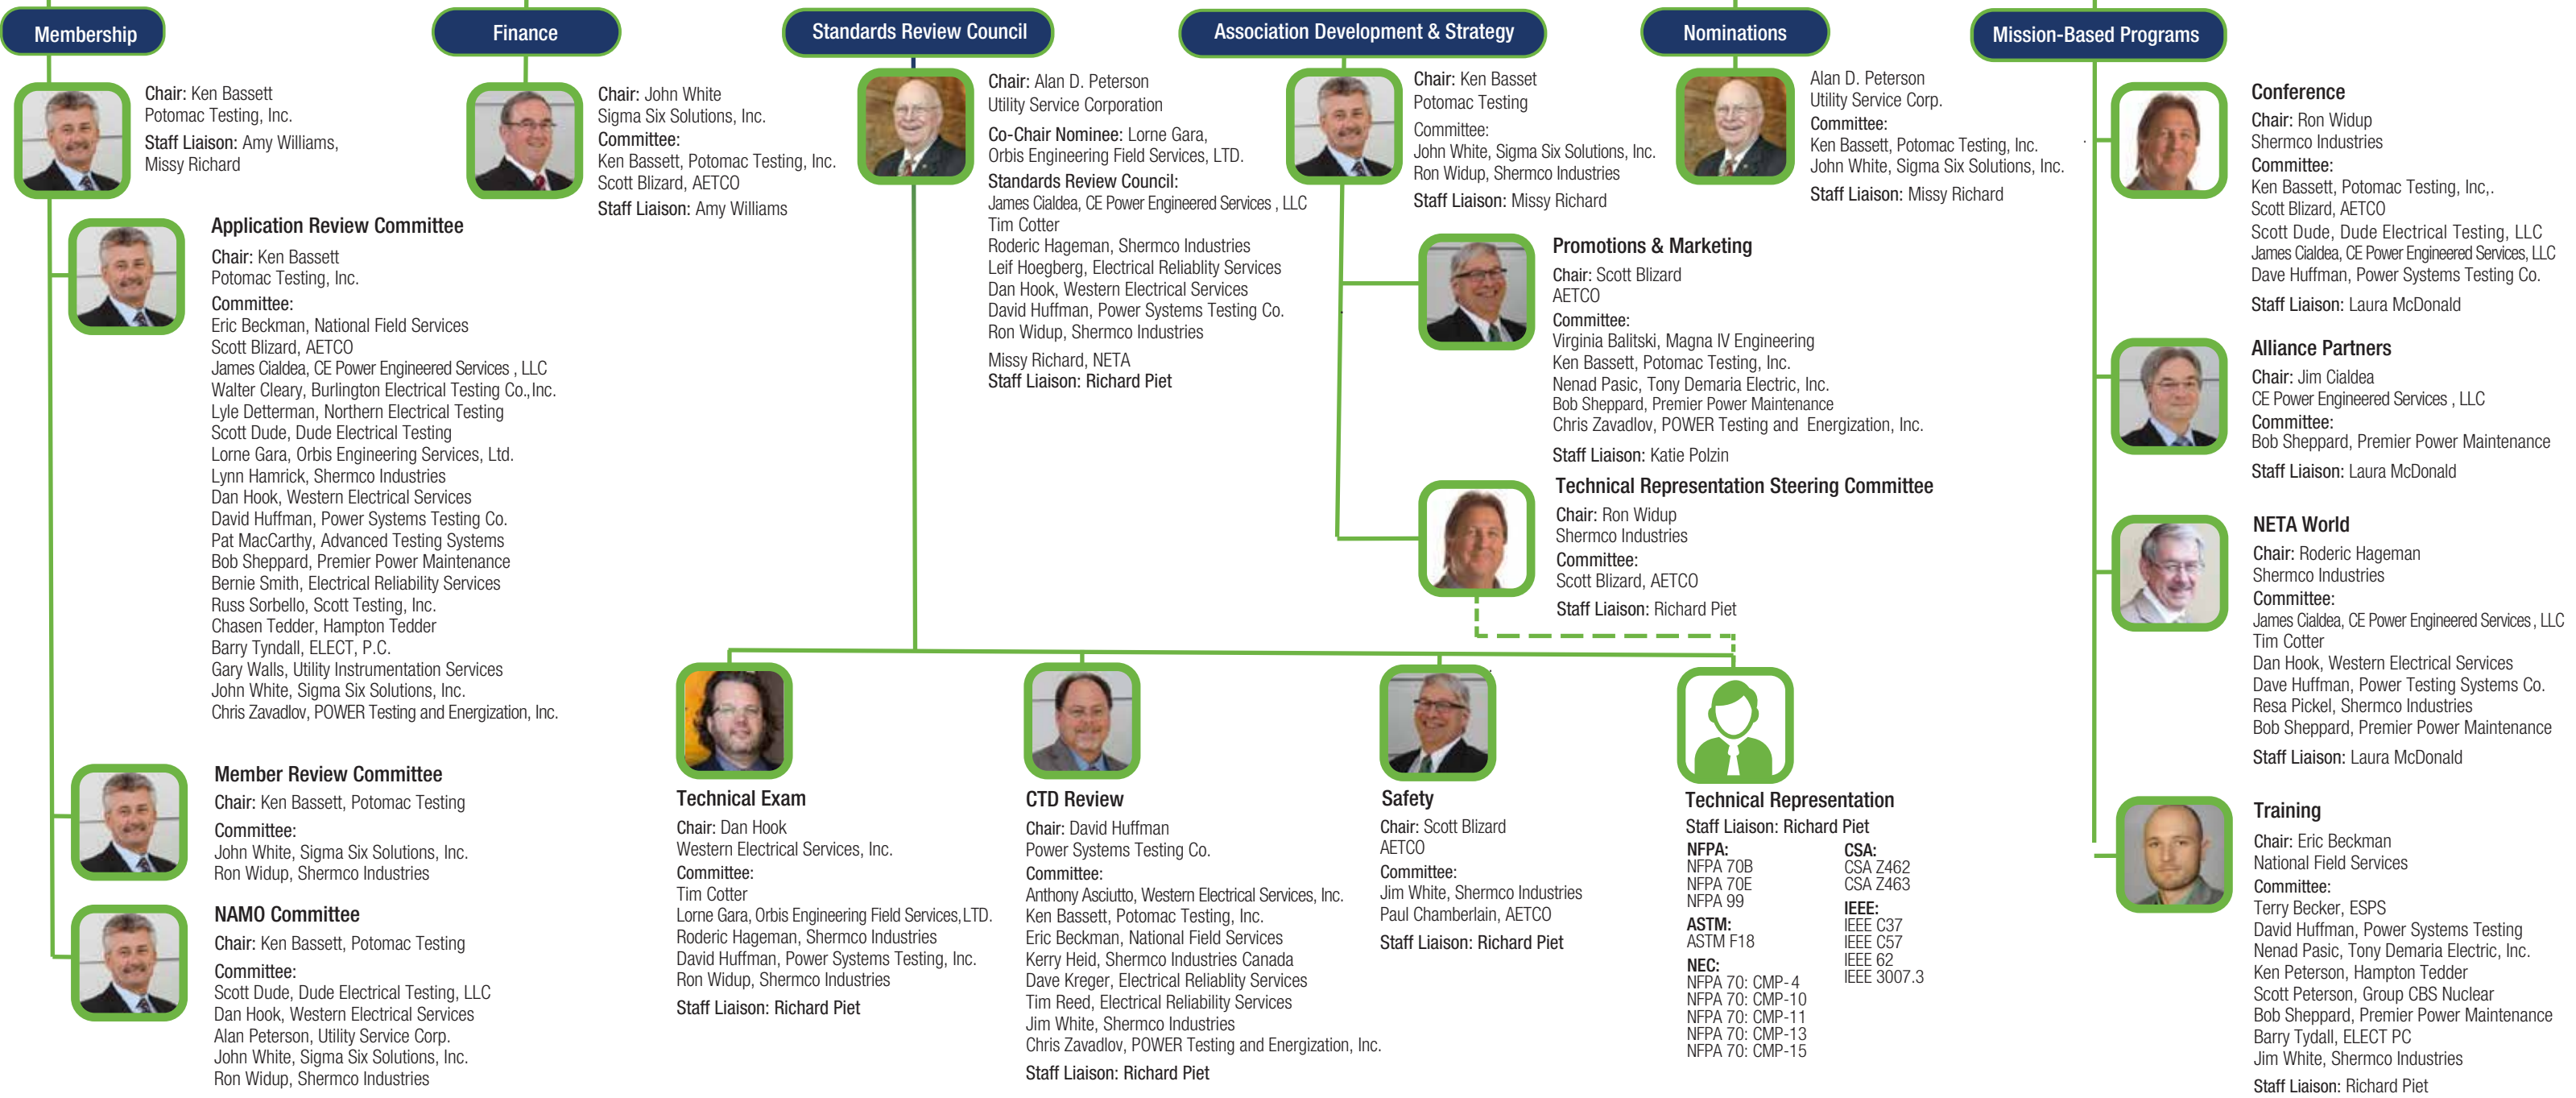 Membership
Chair: Ken Bassett
Potomac Testing, Inc.
Staff Liaison: Amy Williams,
Missy Richard
Application Review Committee
Chair: Ken Bassett
Potomac Testing, Inc.
Committee:
Eric Beckman, National Field Services
Scott Blizard, AETCO
James Cialdea, CE Power Engineered Services , LLC
Walter Cleary, Burlington Electrical Testing Co.,Inc.
Lyle Detterman, Northern Electrical Testing
Scott Dude, Dude Electrical Testing
Lorne Gara, Orbis Engineering Services, Ltd.
Lynn Hamrick, Shermco Industries
Dan Hook, Western Electrical Services
David Huffman, Power Systems Testing Co.
Pat MacCarthy, Advanced Testing Systems
Bob Sheppard, Premier Power Maintenance
Bernie Smith, Electrical Reliability Services
Russ Sorbello, Scott Testing, Inc.
Chasen Tedder, Hampton Tedder
Barry Tyndall, ELECT, P.C.
Gary Walls, Utility Instrumentation Services
John White, Sigma Six Solutions, Inc.
Chris Zavadlov, POWER Testing and Energization, Inc.
Member Review Committee
Chair: Ken Bassett, Potomac Testing
Committee:
John White, Sigma Six Solutions, Inc.
Ron Widup, Shermco Industries
NAMO Committee
Chair: Ken Bassett, Potomac Testing
Committee:
Scott Dude, Dude Electrical Testing, LLC
Dan Hook, Western Electrical Services
Alan Peterson, Utility Service Corp.
John White, Sigma Six Solutions, Inc.
Ron Widup, Shermco Industries
Finance
Chair: John White
Sigma Six Solutions, Inc.
Committee:
Ken Bassett, Potomac Testing, Inc.
Scott Blizard, AETCO
Staff Liaison: Amy Williams
Standards Review Council
Chair: Alan D. Peterson
Utility Service Corporation
Co-Chair Nominee: Lorne Gara,
Orbis Engineering Field Services, LTD.
Standards Review Council:
James Cialdea, CE Power Engineered Services , LLC
Tim Cotter
Roderic Hageman, Shermco Industries
Leif Hoegberg, Electrical Reliablity Services
Dan Hook, Western Electrical Services
David Huffman, Power Systems Testing Co.
Ron Widup, Shermco Industries
Missy Richard, NETA
Staff Liaison: Richard Piet
Technical Exam
Chair: Dan Hook
Western Electrical Services, Inc.
Committee:
Tim Cotter
Lorne Gara, Orbis Engineering Field Services,LTD.
Roderic Hageman, Shermco Industries
David Huffman, Power Systems Testing, Inc.
Ron Widup, Shermco Industries
Staff Liaison: Richard Piet
CTD Review
Chair: David Huffman
Power Systems Testing Co.
Committee:
Anthony Asciutto, Western Electrical Services, Inc.
Ken Bassett, Potomac Testing, Inc.
Eric Beckman, National Field Services
Kerry Heid, Shermco Industries Canada
Dave Kreger, Electrical Reliablity Services
Tim Reed, Electrical Reliability Services
Jim White, Shermco Industries
Chris Zavadlov, POWER Testing and Energization, Inc.
Staff Liaison: Richard Piet
Safety
Chair: Scott Blizard
AETCO
Committee:
Jim White, Shermco Industries
Paul Chamberlain, AETCO
Staff Liaison: Richard Piet
Technical Representation
Staff Liaison: Richard Piet
NFPA:
NFPA 70B
NFPA 70E
NFPA 99
ASTM:
ASTM F18
NEC:
NFPA 70: CMP-4
NFPA 70: CMP-10
NFPA 70: CMP-11
NFPA 70: CMP-13
NFPA 70: CMP-15
CSA:
CSA Z462
CSA Z463
IEEE:
IEEE C37
IEEE C57
IEEE 62
IEEE 3007.3
Association Development & Strategy
Chair: Ken Basset
Potomac Testing
Committee:
John White, Sigma Six Solutions, Inc.
Ron Widup, Shermco Industries
Staff Liaison: Missy Richard
Promotions & Marketing
Chair: Scott Blizard
AETCO
Committee:
Virginia Balitski, Magna IV Engineering
Ken Bassett, Potomac Testing, Inc.
Nenad Pasic, Tony Demaria Electric, Inc.
Bob Sheppard, Premier Power Maintenance
Chris Zavadlov, POWER Testing and Energization, Inc.
Staff Liaison: Katie Polzin
Technical Representation Steering Committee
Chair: Ron Widup
Shermco Industries
Committee:
Scott Blizard, AETCO
Staff Liaison: Richard Piet
Nominations
Alan D. Peterson
Utility Service Corp.
Committee:
Ken Bassett, Potomac Testing, Inc.
John White, Sigma Six Solutions, Inc.
Staff Liaison: Missy Richard
Mission-Based Programs
Conference
Chair: Ron Widup
Shermco Industries
Committee:
Ken Bassett, Potomac Testing, Inc,.
Scott Blizard, AETCO
Scott Dude, Dude Electrical Testing, LLC
James Cialdea, CE Power Engineered Services, LLC
Dave Huffman, Power Systems Testing Co.
Staff Liaison: Laura McDonald
Alliance Partners
Chair: Jim Cialdea
CE Power Engineered Services , LLC
Committee:
Bob Sheppard, Premier Power Maintenance
Staff Liaison: Laura McDonald
NETA World
Chair: Roderic Hageman
Shermco Industries
Committee:
James Cialdea, CE Power Engineered Services , LLC
Tim Cotter
Dan Hook, Western Electrical Services
Dave Huffman, Power Testing Systems Co.
Resa Pickel, Shermco Industries
Bob Sheppard, Premier Power Maintenance
Staff Liaison: Laura McDonald
Training
Chair: Eric Beckman
National Field Services
Committee:
Terry Becker, ESPS
David Huffman, Power Systems Testing
Nenad Pasic, Tony Demaria Electric, Inc.
Ken Peterson, Hampton Tedder
Scott Peterson, Group CBS Nuclear
Bob Sheppard, Premier Power Maintenance
Barry Tydall, ELECT PC
Jim White, Shermco Industries
Staff Liaison: Richard Piet